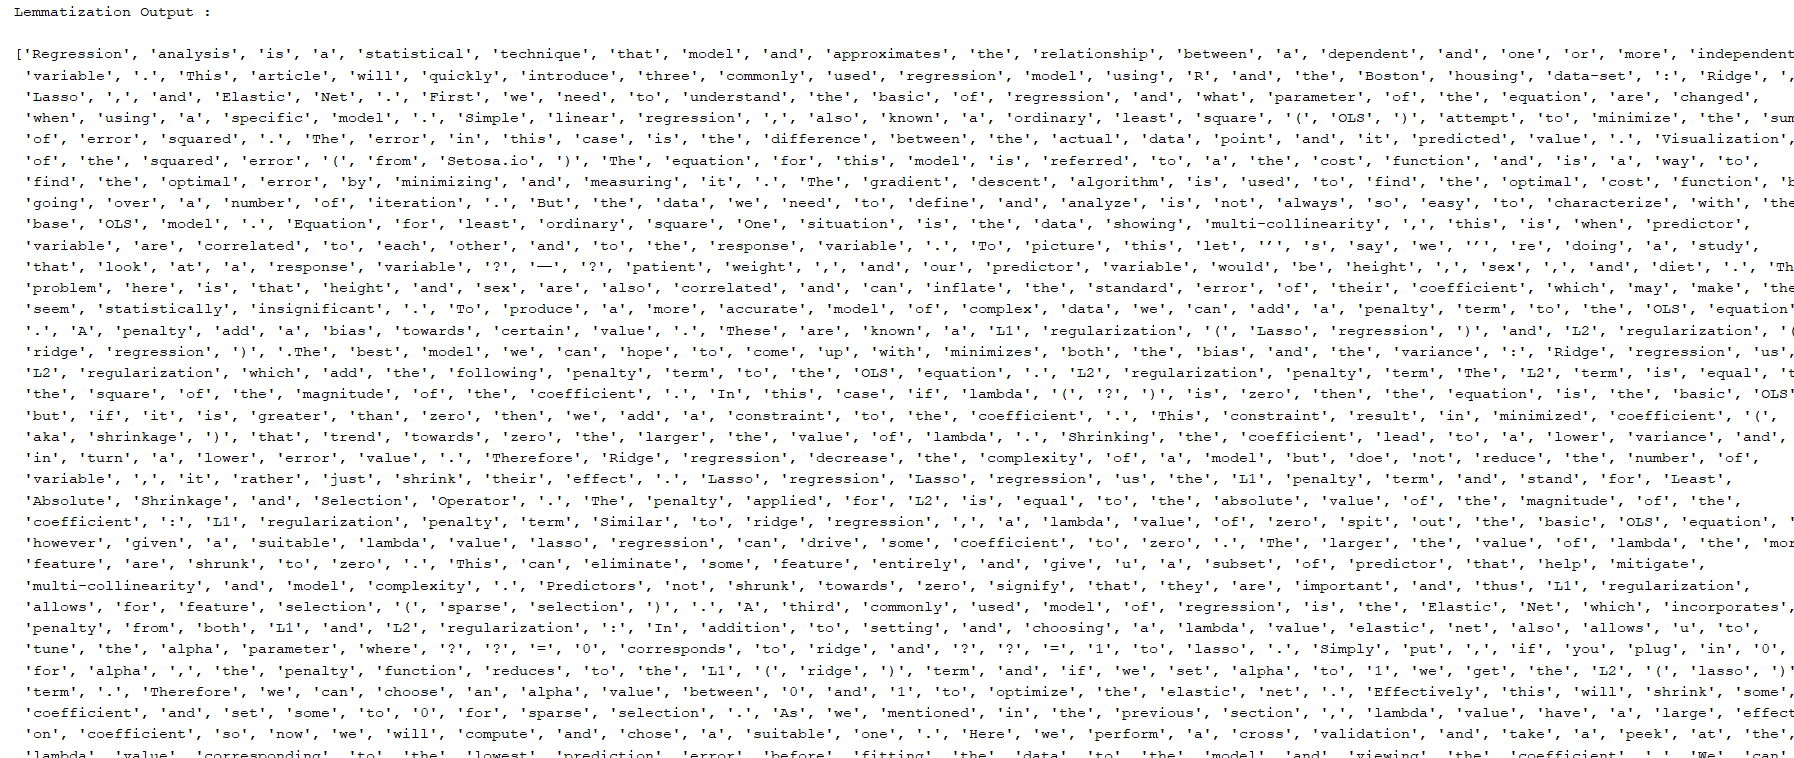 Lemmatization Output :
['Regression', 'analysis', 'is', 'a', 'statistical', 'technique', 'that', 'model', 'and', 'approximates', 'the', 'relationship', 'between', 'a', 'dependent', 'and', 'one', 'or', 'more', 'independent
'variable', '.', 'This', 'article', 'will', 'quickly', 'introduce', 'three', 'commonly', 'used', 'regression', 'model', 'using', 'R', 'and', 'the', 'Boston', 'housing', 'data-set', ':', 'Ridge', ',
'Lasso', ',', 'and', 'Elastic', 'Net', '.', 'First', 'we', 'need', 'to', 'understand', 'the', 'basic', 'of', 'regression', 'and', 'what', 'parameter', 'of', 'the', 'equation', 'are', 'changed',
'when', 'using', 'a', 'specific', 'model', '.', 'Simple', 'linear', 'regression', ',', 'also', 'known', 'a', 'ordinary', 'least', 'square', '(', 'OLS', ')', 'attempt', 'to', 'minimize', 'the', 'sum
'of', 'error', 'squared', '.', 'The', 'error', 'in', 'this', 'case', 'is', 'the', 'difference', 'between', 'the', 'actual', 'data', 'point', 'and', 'it', 'predicted', 'value', '.', 'Visualization',
'of', 'the', 'squared', 'error', '(', 'from', 'Setosa.io', ')', 'The', 'equation', 'for', 'this', 'model', 'is', 'referred', 'to', 'a', 'the', 'cost', 'function', 'and', 'is', 'a', 'way', 'to',
'find', 'the', 'optimal', 'error', 'by', 'minimizing', 'and', 'measuring', 'it', '.', 'The', 'gradient', 'descent', 'algorithm', 'is', 'used', 'to', 'find', 'the', 'optimal', 'cost', 'function', 'b
'going', 'over', 'a', 'number', 'of', 'iteration', '.', 'But', 'the', 'data', 'we', 'need', 'to', 'define', 'and', 'analyze', 'is', 'not', 'always', 'so', 'easy', 'to', 'characterize', 'with', 'the
'base', 'OLS', 'model', '.', 'Equation', 'for', 'least', 'ordinary', 'square', 'One', 'situation', 'is', 'the', 'data', 'showing', 'multi-collinearity', ',', 'this', 'is', 'when', 'predictor',
'variable', 'are', 'correlated', 'to', 'each', 'other', 'and', 'to', 'the', 'response', 'variable', '.', 'To', 'picture', 'this', 'let', '’', 's', 'say', 'we', '’', 're', 'doing', 'a', 'study',
'that', 'look', 'at', 'a', 'response', 'variable', '?', '—', '?', 'patient', 'weight', ',', 'and', 'our', 'predictor', 'variable', 'would', 'be', 'height', ',', 'sex', ',', 'and', 'diet', '.', 'Th
'problem', 'here', 'is', 'that', 'height', 'and', 'sex', 'are', 'also', 'correlated', 'and', 'can', 'inflate', 'the', 'standard', 'error', 'of', 'their', 'coefficient', 'which', 'may', 'make', 'the
'seem', 'statistically', 'insignificant', '.', 'To', 'produce', 'a', 'more', 'accurate', 'model', 'of', 'complex', 'data', 'we', 'can', 'add', 'a', 'penalty', 'term', 'to', 'the', 'OLS', 'equation'
'.', 'A', 'penalty', 'add', 'a', 'bias', 'towards', 'certain', 'value', '.', 'These', 'are', 'known', 'a', 'L1', 'regularization', '(', 'Lasso', 'regression', ')', 'and', 'L2', 'regularization', '(
'ridge', 'regression', ')', '.The', 'best', 'model', 'we', 'can', 'hope', 'to', 'come', 'up', 'with', 'minimizes', 'both', 'the', 'bias', 'and', 'the', 'variance', ':', 'Ridge', 'regression', 'us',
'L2', 'regularization', 'which', 'add', 'the', 'following', 'penalty', 'term', 'to', 'the', 'OLS', 'equation', '.', 'L2', 'regularization', 'penalty', 'term', 'The', 'L2', 'term', 'is', 'equal', 't
'the', 'square', 'of', 'the', 'magnitude', 'of', 'the', 'coefficient', '.', 'In', 'this', 'case', 'if', 'lambda', '(', '?', ')', 'is', 'zero', 'then', 'the', 'equation', 'is', 'the', 'basic', 'OLS'
'but', 'if', 'it', 'is', 'greater', 'than', 'zero', 'then', 'we', 'add', 'a', 'constraint', 'to', 'the', 'coefficient', '.', 'This', 'constraint', 'result', 'in', 'minimized', 'coefficient', '(',
'aka', 'shrinkage', ')', 'that', 'trend', 'towards', 'zero', 'the', 'larger', 'the', 'value', 'of', 'lambda', '.', 'Shrinking', 'the', 'coefficient', 'lead', 'to', 'a', 'lower', 'variance', 'and',
'in', 'turn', 'a', 'lower', 'error', 'value', '.', 'Therefore', 'Ridge', 'regression', 'decrease', 'the', 'complexity', 'of', 'a', 'model', 'but', 'doe', 'not', 'reduce', 'the', 'number', 'of',
'variable', ',', 'it', 'rather', 'just', 'shrink', 'their', 'effect', '.', 'Lasso', 'regression', 'Lasso', 'regression', 'us', 'the', 'L1', 'penalty', 'term', 'and', 'stand', 'for', 'Least',
'Absolute', 'Shrinkage', 'and', 'Selection', 'Operator', '.', 'The', 'penalty', 'applied', 'for', 'L2', 'is', 'equal', 'to', 'the', 'absolute', 'value', 'of', 'the', 'magnitude', 'of', 'the',
'coefficient', ':', 'L1', 'regularization', 'penalty', 'term', 'Similar', 'to', 'ridge', 'regression', ',', 'a', 'lambda', 'value', 'of', 'zero', 'spit', 'out', 'the', 'basic', 'OLS', 'equation', '
'however', 'given', 'a', 'suitable', 'lambda', 'value', 'lasso', 'regression', 'can', 'drive', 'some', 'coefficient', 'to', 'zero', '.', 'The', 'larger', 'the', 'value', 'of', 'lambda', 'the', 'mor
'feature', 'are', 'shrunk', 'to', 'zero', '.', 'This', 'can', 'eliminate', 'some', 'feature', 'entirely', 'and', 'give', 'u', 'a', 'subset', 'of', 'predictor', 'that', 'help', 'mitigate',
'multi-collinearity', 'and', 'model', 'complexity', '.', 'Predictors', 'not', 'shrunk', 'towards', 'zero', 'signify', 'that', 'they', 'are', 'important', 'and', 'thus', 'L1', 'regularization',
'allows', 'for', 'feature', 'selection', '(', 'sparse', 'selection', ')', '.', 'A', 'third', 'commonly', 'used', 'model', 'of', 'regression', 'is', 'the', 'Elastic', 'Net', 'which', 'incorporates',
'penalty', 'from', 'both', 'L1', 'and', 'L2', 'regularization', ':', 'In', 'addition', 'to', 'setting', 'and', 'choosing', 'a', 'lambda', 'value', 'elastic', 'net', 'also', 'allows', 'u', 'to',
'tune', 'the', 'alpha', 'parameter', 'where', '?', '?', '=', '0', 'corresponds', 'to', 'ridge', 'and', '?', '?', '=', '1', 'to', 'lasso', '.', 'Simply', 'put', ',', 'if', 'you', 'plug', 'in', '0',
'for', 'alpha', ',', 'the', 'penalty', 'function', 'reduces', 'to', 'the', 'L1', '(', 'ridge', ')', 'term', 'and', 'if', 'we', 'set', 'alpha', 'to', '1', 'we', 'get', 'the', 'L2', '(', 'lasso', ')'
'term', '.', 'Therefore', 'we', 'can', 'choose', 'an', 'alpha', 'value', 'between', '0', 'and', '1', 'to', 'optimize', 'the', 'elastic', 'net', '.', 'Effectively', 'this', 'will', 'shrink', 'some',
'coefficient', 'and', 'set', 'some', 'to', '0', 'for', 'sparse', 'selection', '.', 'As', 'we', 'mentioned', 'in', 'the', 'previous', 'section', ',', 'lambda', 'value', 'have', 'a', 'large', 'effect
'on', 'coefficient', 'so', 'now', 'we', 'will', 'compute', 'and', 'chose', 'a', 'suitable', 'one', '.', 'Here', 'we', 'perform', 'a', 'cross', 'validation', 'and', 'take', 'a', 'peek', 'at', 'the',
'lambda', 'value', 'corresponding', 'to', 'the', 'lowest', 'prediction', 'error', 'before', 'fitting', 'the', 'data', 'to', 'the', 'model', 'and', 'viewing', 'the', 'coefficient', '.', 'We', 'can'